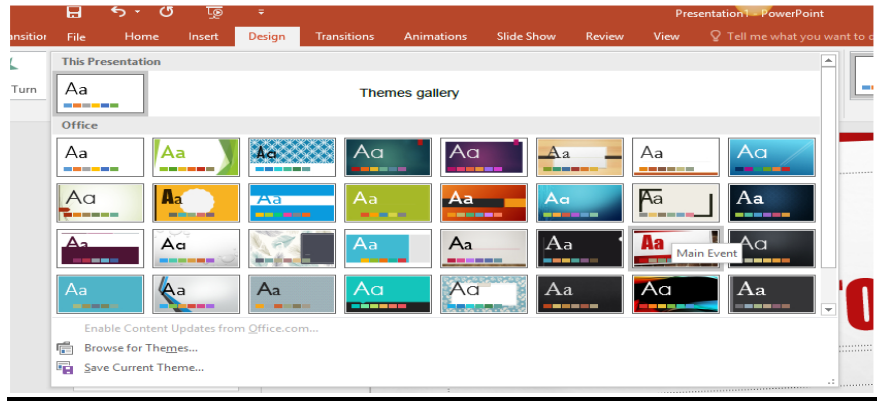 Presentation1 - PowerPoint
ansition File Home Insert Design Transitions Animations Slide Show Review View Tell me what you want to
Turn
This Presentation
Aa
Themes gallery
Office
Aa Aa Aa Aa Aa Aa Aa Aa
Aa Aa Aa Aa Aa Aa Aa Aa
Aa Aa Aa Aa Aa Aa Aa
Main Event
Aa Aa Aa Aa Aa Aa Aa Aa
Enable Content Updates from Office.com...
Browse for Themes...
Save Current Theme...